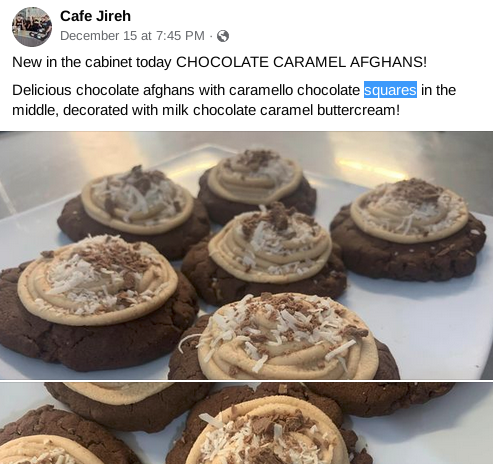 Cafe Jireh
December 15 at 7:45 PM ·
New in the cabinet today CHOCOLATE CARAMEL AFGHANS!
Delicious chocolate afghans with caramello chocolate squares in the
middle, decorated with milk chocolate caramel buttercream!